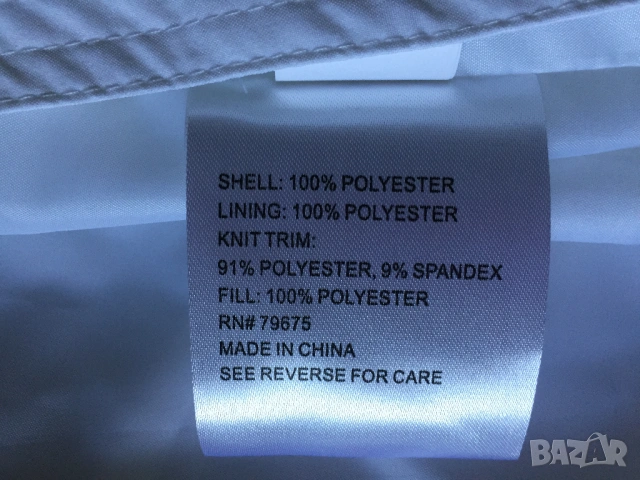 SHELL: 100% POLYESTER
LINING: 100% POLYESTER
KNIT TRIM:
91% POLYESTER, 9% SPANDEX
FILL: 100% POLYESTER
RN# 79675
MADE IN CHINA
SEE REVERSE FOR CARE
BAZAR